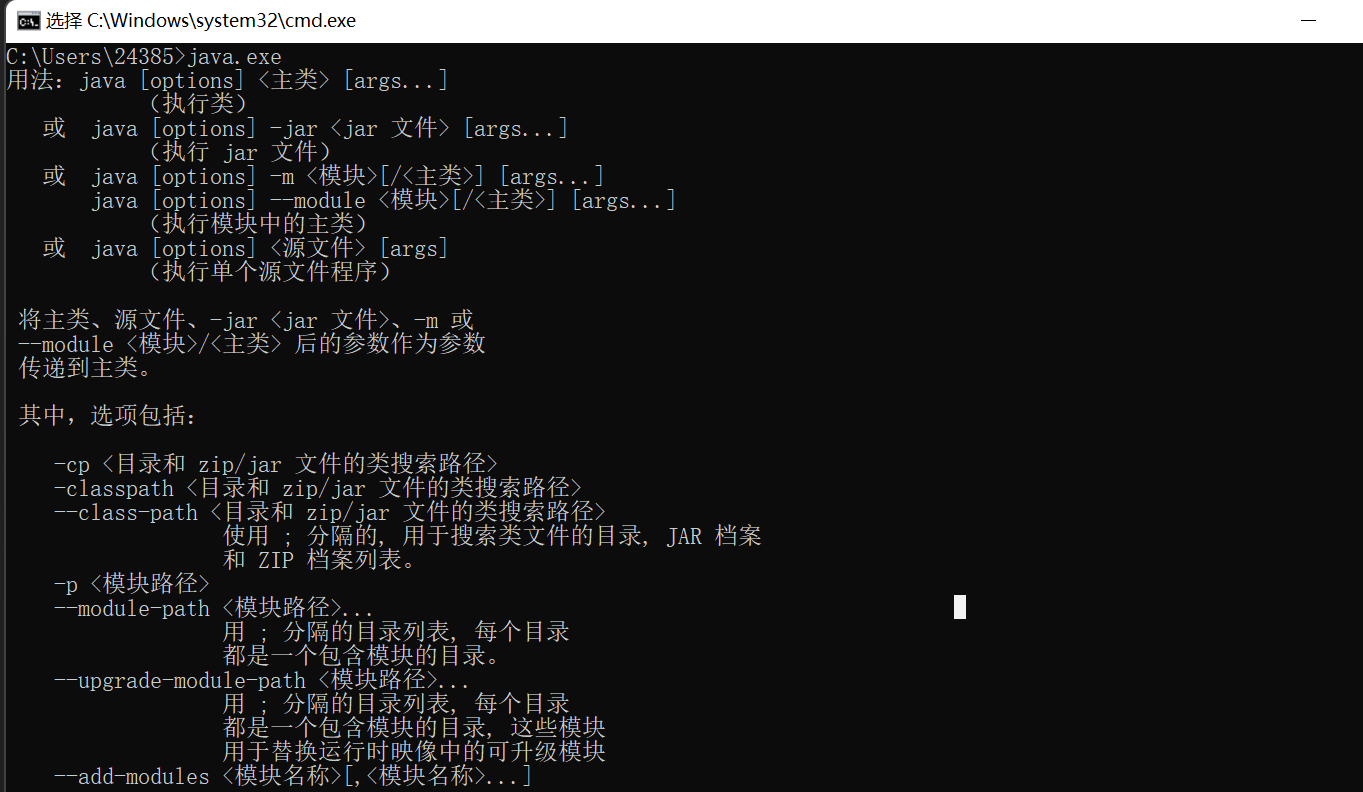 选择 C:\Windows\system32\cmd.exe
C:\Users\24385>java.exe
用法: java [options] <主类> [args...]
（执行类）
或 java [options] -jar <jar 文件> [args...]
（执行 jar 文件）
或 java [options] -m <模块>[/<主类>] [args...]
java [options] --module <模块>[/<主类>] [args...]
（执行模块中的主类）
或 java [options] <源文件> [args]
（执行单个源文件程序）
将主类、源文件、-jar <jar 文件>、-m 或
--module <模块>/<主类> 后的参数作为参数
传递到主类。
其中，选项包括:
-cp <目录和 zip/jar 文件的类搜索路径>
-classpath <目录和 zip/jar 文件的类搜索路径>
--class-path <目录和 zip/jar 文件的类搜索路径>
使用 ; 分隔的, 用于搜索类文件的目录, JAR 档案
和 ZIP 档案列表。
-p <模块路径>
--module-path <模块路径>...
用 ; 分隔的目录列表, 每个目录
都是一个包含模块的目录。
--upgrade-module-path <模块路径>...
用 ; 分隔的目录列表, 每个目录
都是一个包含模块的目录, 这些模块
用于替换运行时映像中的可升级模块
--add-modules <模块名称>[,<模块名称>...]